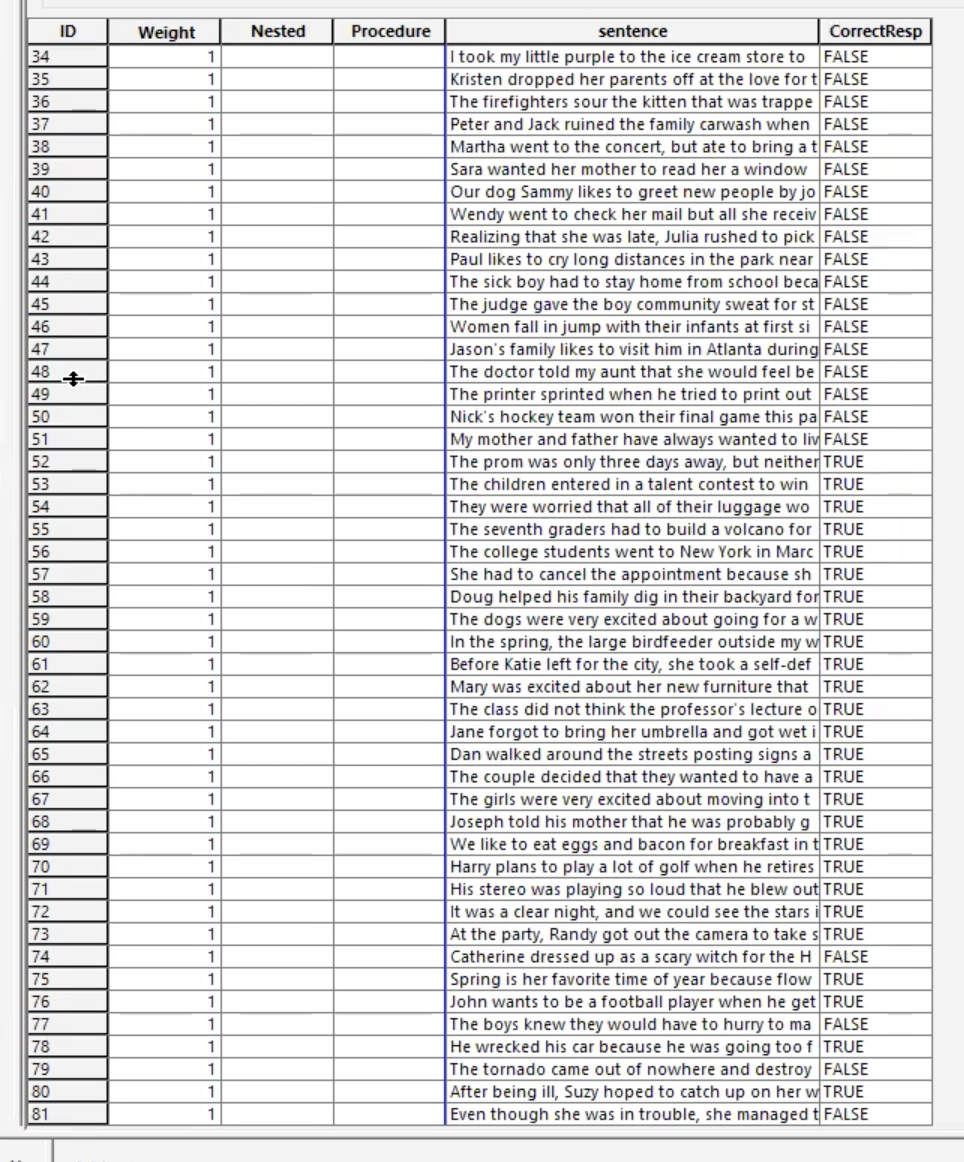 ID Weight Nested Procedure sentence CorrectResp
34 1 I took my little purple to the ice cream store to FALSE
35 1 Kristen dropped her parents off at the love for t FALSE
36 1 The firefighters sour the kitten that was trappe FALSE
37 1 Peter and Jack ruined the family carwash when FALSE
38 1 Martha went to the concert, but ate to bring a t FALSE
39 1 Sara wanted her mother to read her a window FALSE
40 1 Our dog Sammy likes to greet new people by jo FALSE
41 1 Wendy went to check her mail but all she receiv FALSE
42 1 Realizing that she was late, Julia rushed to pick FALSE
43 1 Paul likes to cry long distances in the park near FALSE
44 1 The sick boy had to stay home from school beca FALSE
45 1 The judge gave the boy community sweat for st FALSE
46 1 Women fall in jump with their infants at first si FALSE
47 1 Jason's family likes to visit him in Atlanta during FALSE
48 1 The doctor told my aunt that she would feel be FALSE
49 1 The printer sprinted when he tried to print out FALSE
50 1 Nick's hockey team won their final game this pa FALSE
51 1 My mother and father have always wanted to liv FALSE
52 1 The prom was only three days away, but neither TRUE
53 1 The children entered in a talent contest to win TRUE
54 1 They were worried that all of their luggage wo TRUE
55 1 The seventh graders had to build a volcano for TRUE
56 1 The college students went to New York in Marc TRUE
57 1 She had to cancel the appointment because sh TRUE
58 1 Doug helped his family dig in their backyard for TRUE
59 1 The dogs were very excited about going for a w TRUE
60 1 In the spring, the large birdfeeder outside my w TRUE
61 1 Before Katie left for the city, she took a self-def TRUE
62 1 Mary was excited about her new furniture that TRUE
63 1 The class did not think the professor's lecture o TRUE
64 1 Jane forgot to bring her umbrella and got wet i TRUE
65 1 Dan walked around the streets posting signs a TRUE
66 1 The couple decided that they wanted to have a TRUE
67 1 The girls were very excited about moving into t TRUE
68 1 Joseph told his mother that he was probably g TRUE
69 1 We like to eat eggs and bacon for breakfast in t TRUE
70 1 Harry plans to play a lot of golf when he retires TRUE
71 1 His stereo was playing so loud that he blew out TRUE
72 1 It was a clear night, and we could see the stars i TRUE
73 1 At the party, Randy got out the camera to take s TRUE
74 1 Catherine dressed up as a scary witch for the H FALSE
75 1 Spring is her favorite time of year because flow TRUE
76 1 John wants to be a football player when he get TRUE
77 1 The boys knew they would have to hurry to ma FALSE
78 1 He wrecked his car because he was going too f TRUE
79 1 The tornado came out of nowhere and destroy FALSE
80 1 After being ill, Suzy hoped to catch up on her w TRUE
81 1 Even though she was in trouble, she managed t FALSE